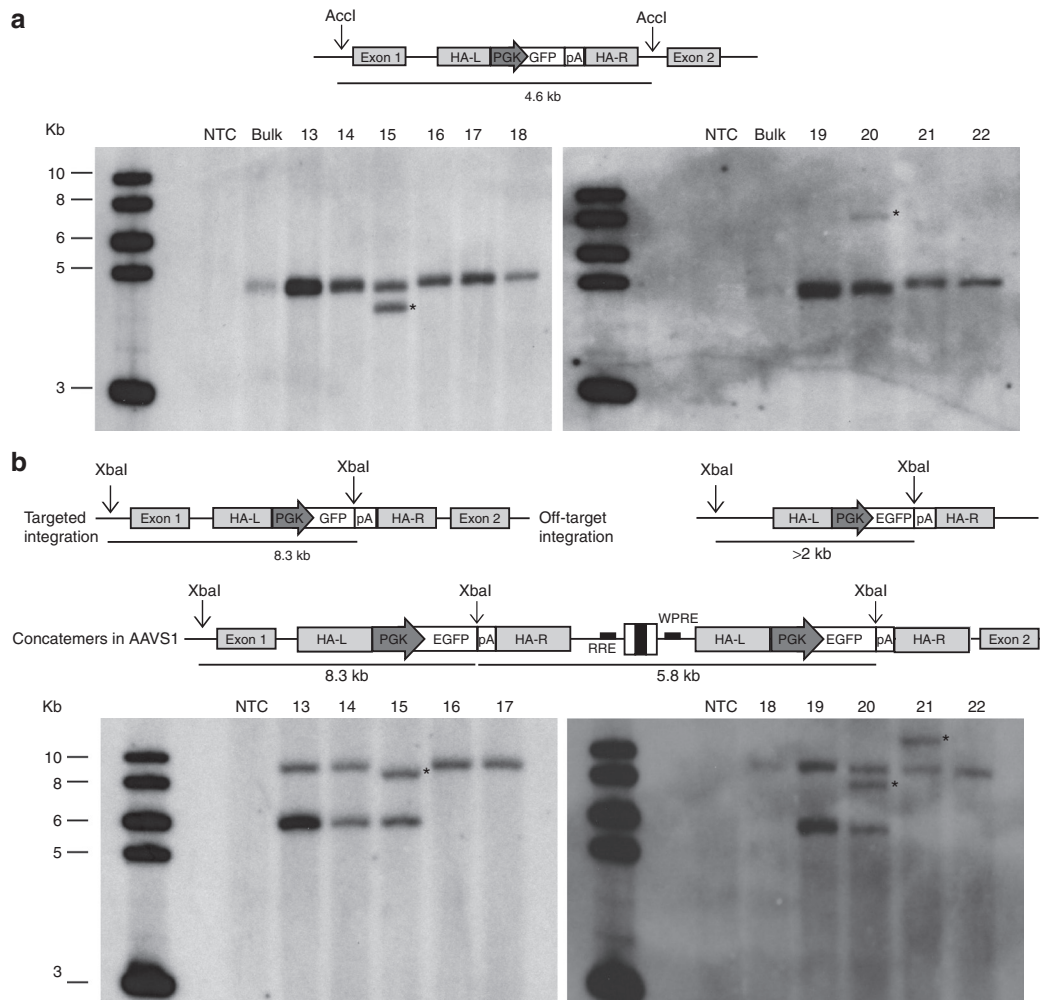 a
AccI AccI
Exon 1 HA-L PGK GFP pA HA-R Exon 2
4.6 kb
Kb NTC Bulk 13 14 15 16 17 18 NTC Bulk 19 20 21 22
10
8
6
5
3
*
*
b
XbaI XbaI XbaI XbaI
Targeted integration Exon 1 HA-L PGK GFP pA HA-R Exon 2 Off-target integration HA-L PGK EGFP pA HA-R
8.3 kb >2 kb
XbaI XbaI XbaI
Concatemers in AAVS1 Exon 1 HA-L PGK EGFP pA HA-R RRE WPRE HA-L PGK EGFP pA HA-R Exon 2
8.3 kb 5.8 kb
Kb NTC 13 14 15 16 17 NTC 18 19 20 21 22
10
8
6
5
3
*
*
*